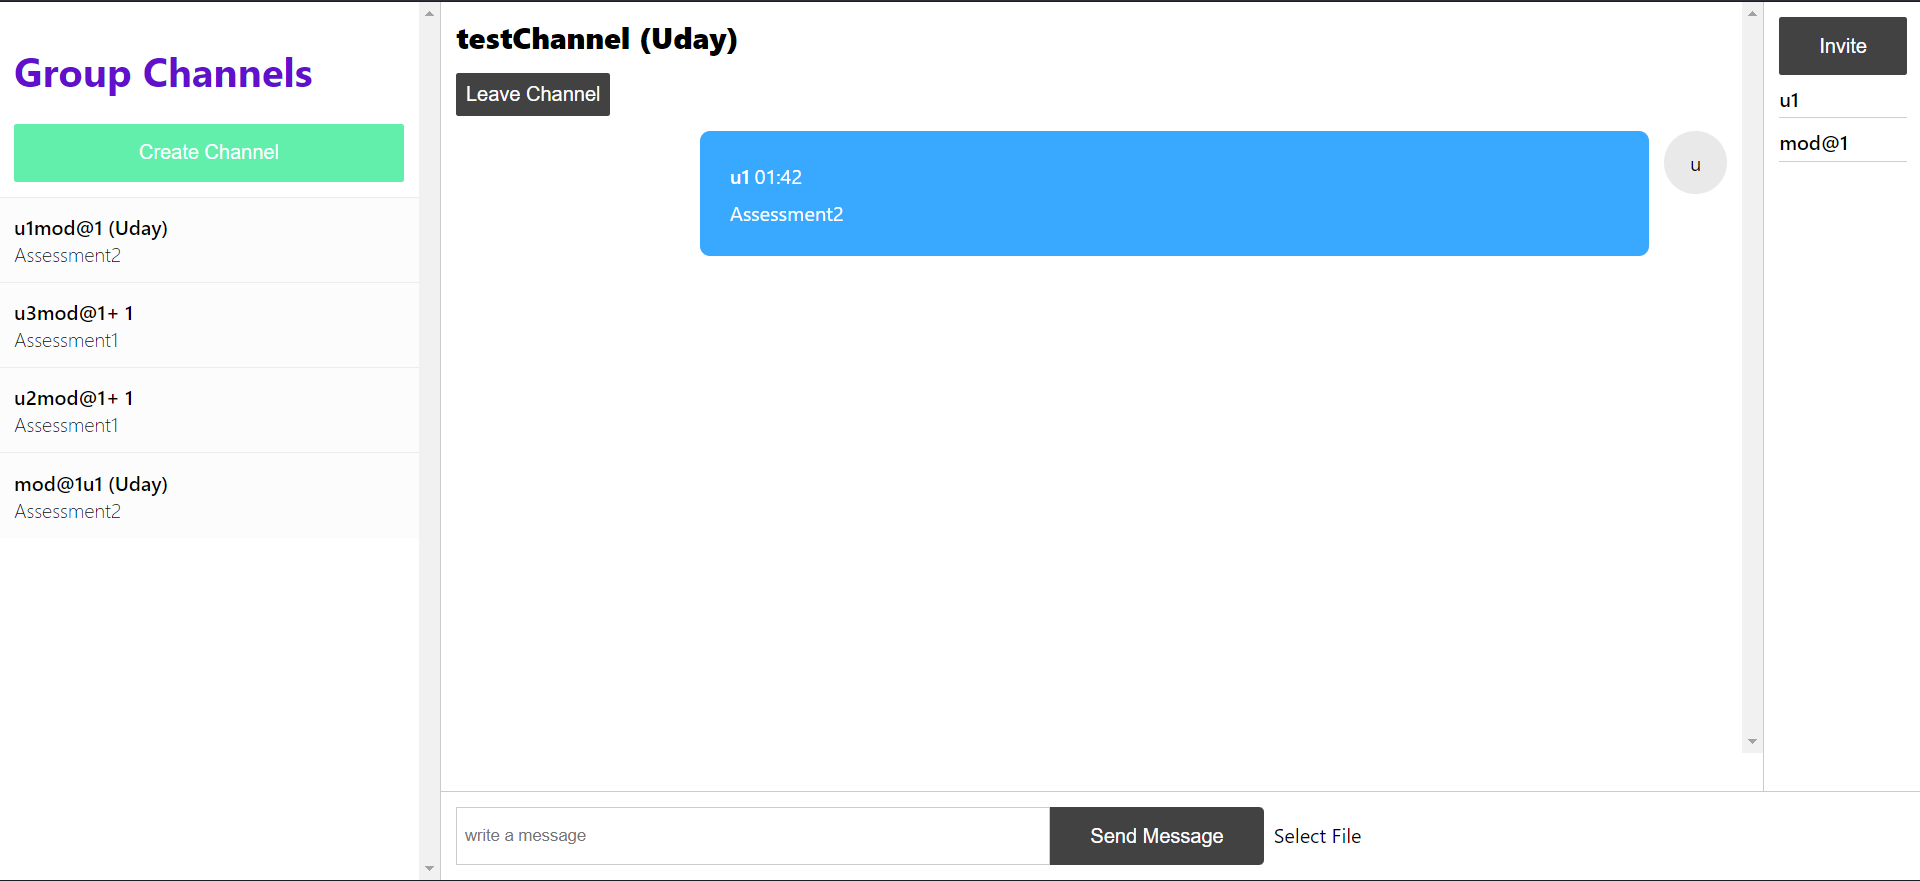 Group Channels
Create Channel
u1mod@1 (Uday)
Assessment2
u3mod@1+ 1
Assessment1
u2mod@1+ 1
Assessment1
mod@1u1 (Uday)
Assessment2
testChannel (Uday)
Leave Channel
u1 01:42
Assessment2
u
write a message
Send Message
Select File
Invite
u1
mod@1